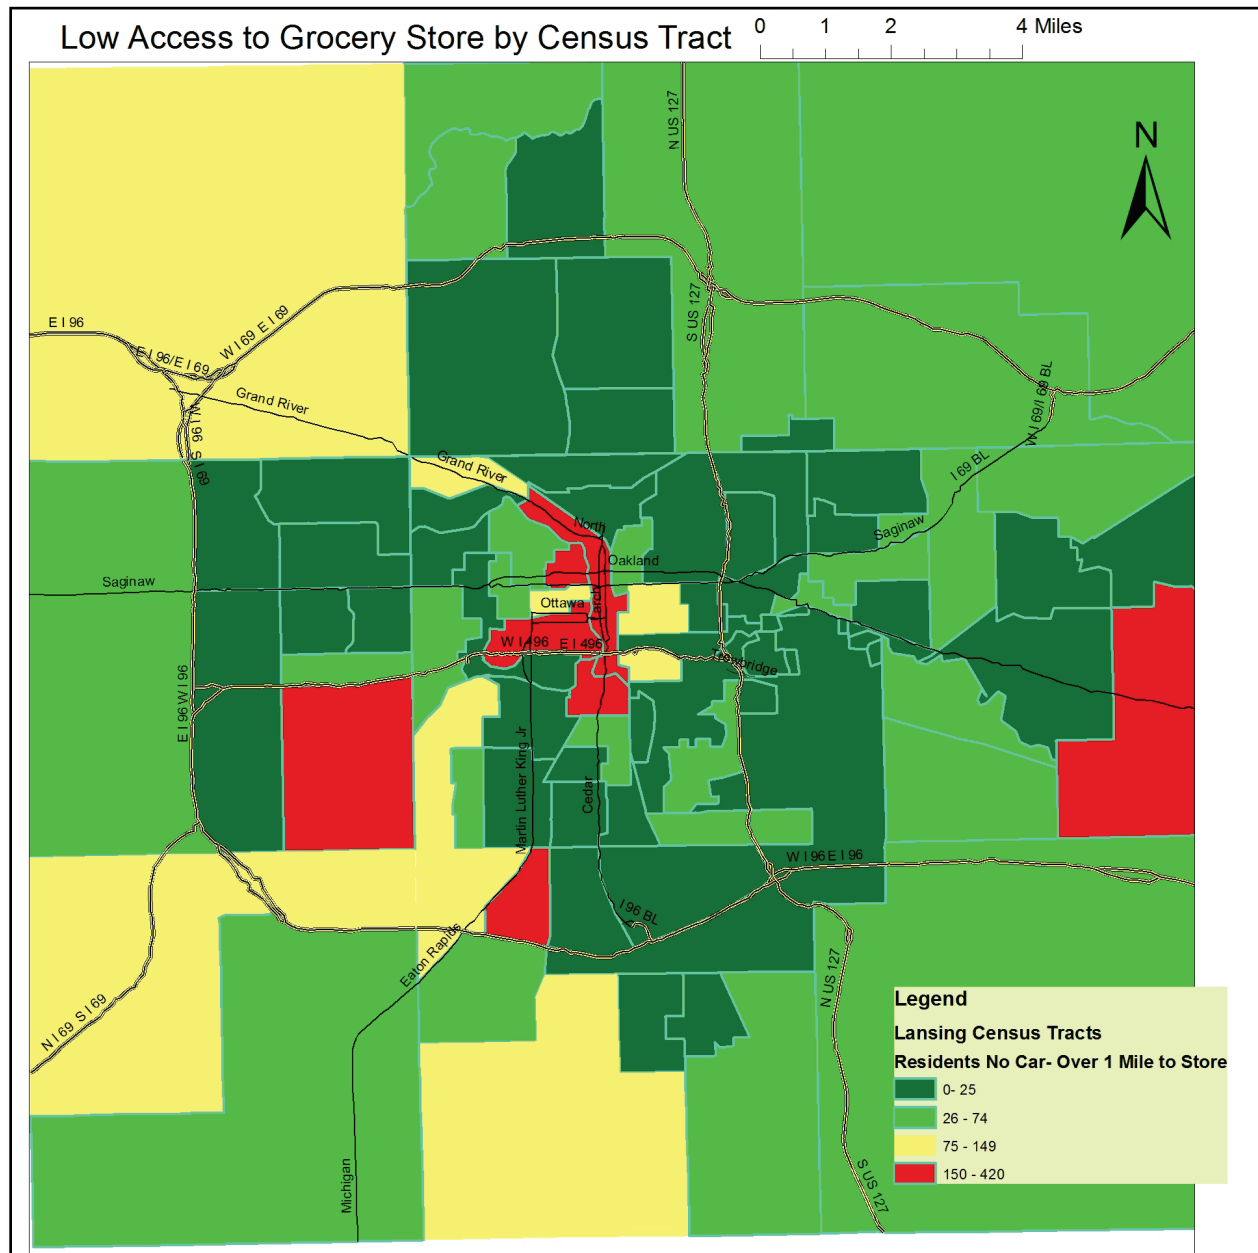 Low Access to Grocery Store by Census Tract
0 1 2 4 Miles
N
N US 127
S US 127
E I 96
E I 96/E I 69
W I 69 E I 69
Grand River
W I 96 S I 69
Grand River
W I 69/I 69 BL
I 69 BL
Saginaw
North
Oakland
Saginaw
Ottawa
Larch
W I 496 E I 496
Trowbridge
E I 96 W I 96
Martin Luther King Jr
Cedar
W I 96 E I 96
I 96 BL
Eaton Rapids
N I 69 S I 69
N US 127
Michigan
S US 127
Legend
Lansing Census Tracts
Residents No Car- Over 1 Mile to Store
0- 25
26 - 74
75 - 149
150 - 420